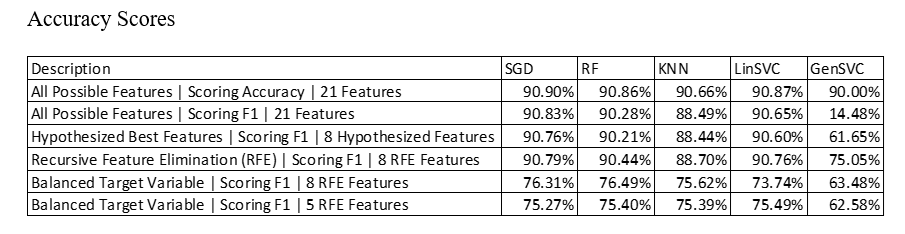 Accuracy Scores
Description SGD RF KNN LinSVC GenSVC
All Possible Features | Scoring Accuracy | 21 Features 90.90% 90.86% 90.66% 90.87% 90.00%
All Possible Features | Scoring F1 | 21 Features 90.83% 90.28% 88.49% 90.65% 14.48%
Hypothesized Best Features | Scoring F1 | 8 Hypothesized Features 90.76% 90.21% 88.44% 90.60% 61.65%
Recursive Feature Elimination (RFE) | Scoring F1 | 8 RFE Features 90.79% 90.44% 88.70% 90.76% 75.05%
Balanced Target Variable | Scoring F1 | 8 RFE Features 76.31% 76.49% 75.62% 73.74% 63.48%
Balanced Target Variable | Scoring F1 | 5 RFE Features 75.27% 75.40% 75.39% 75.49% 62.58%